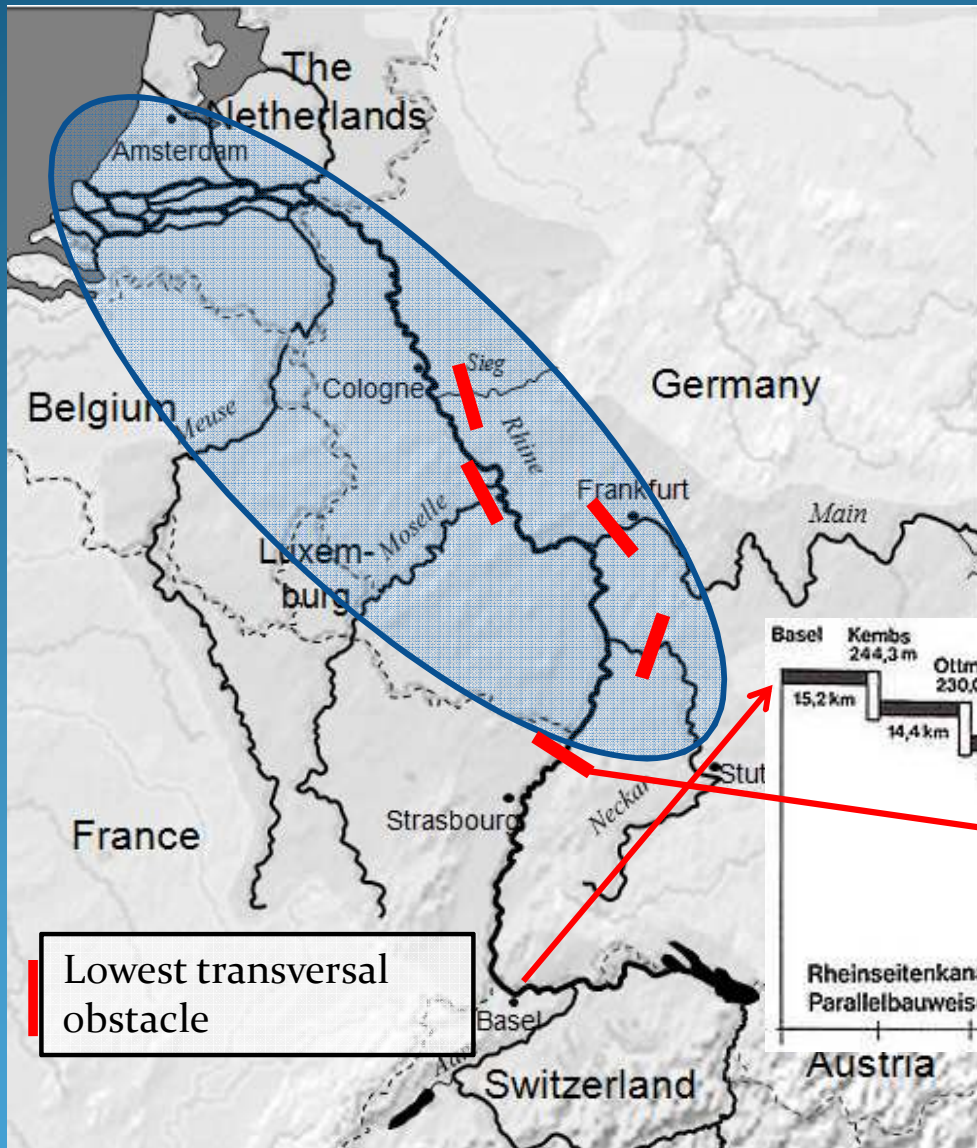 The
Netherlands
Amsterdam
Sieg
Cologne
Germany
Belgium
Meuse
Rhine
Frankfurt
Moselle
Main
Luxem-
burg
Basel Kembs
244,3 m
230,
15,2 km
14,4 km
Neckar
Strasbourg
France
Lowest transversal
obstacle
Rheinseitenkan
Parallelbauweis
Basel
Austria
Switzerland